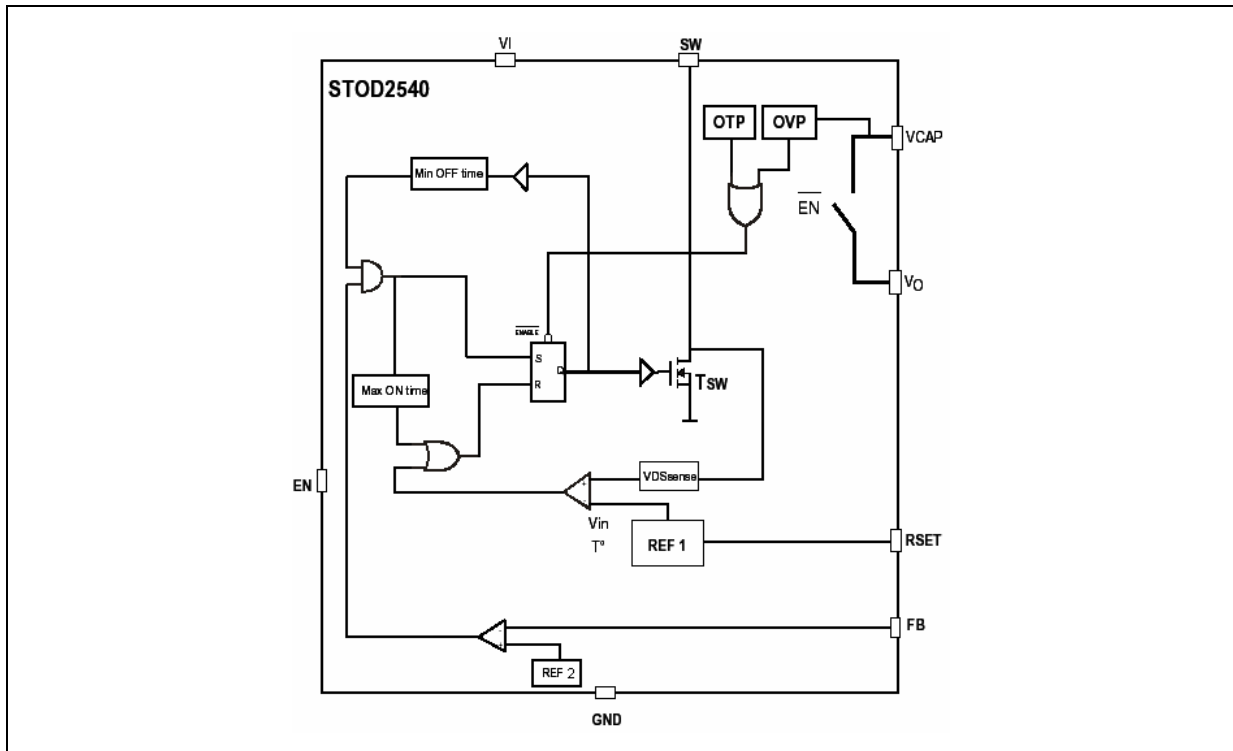 VI
SW
STOD2540
OTP
OVP
VCAP
Min OFF time
EN
VO
ENABLE
S
R
Max ON time
TSW
EN
VDSsense
Vin
T°
REF 1
RSET
FB
REF 2
GND